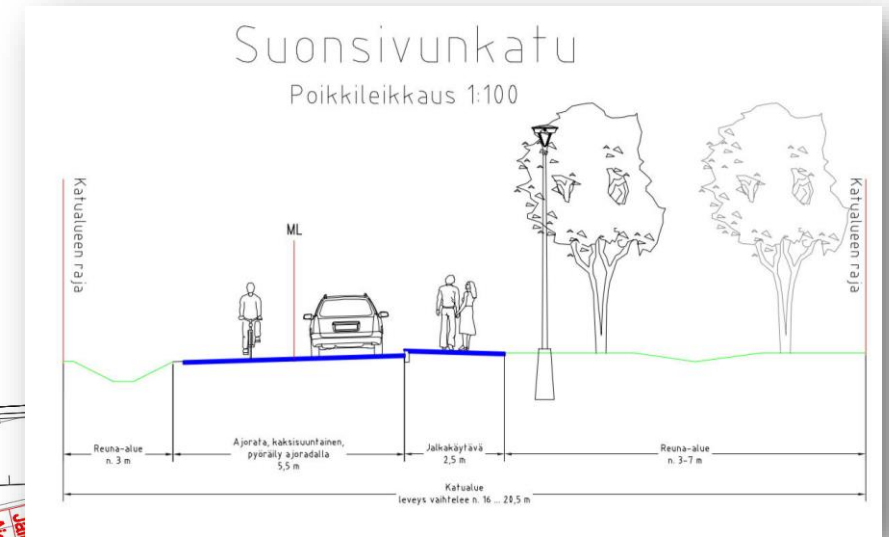 Suonsivunkatu
Poikkileikkaus 1:100
Katualueen raja
ML
Katualueen raja
Reuna-alue
n. 3 m
Ajorata, kaksisuuntainen,
pyöräily ajoradalla
5,5 m
Jalkakäytävä
2,5 m
Reuna-alue
n. 3-7 m
Katualue
leveys vaihtelee n. 16 ... 20,5 m